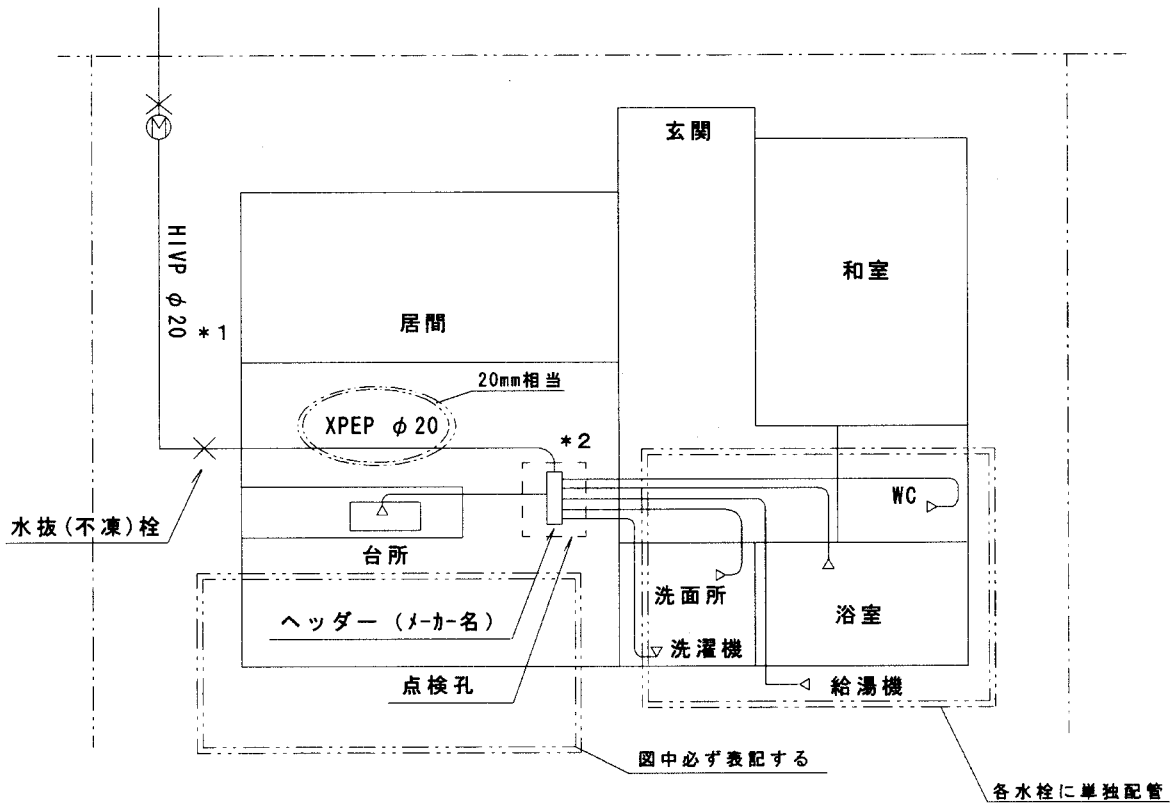 M
玄関
和室
HIVP φ20 *1
居間
20mm相当
XPEP φ20
*2
WC
水抜(不凍)栓
台所
洗面所
浴室
ヘッダー (メーカー名)
洗濯機
点検孔
給湯機
図中必ず表記する
各水栓に単独配管